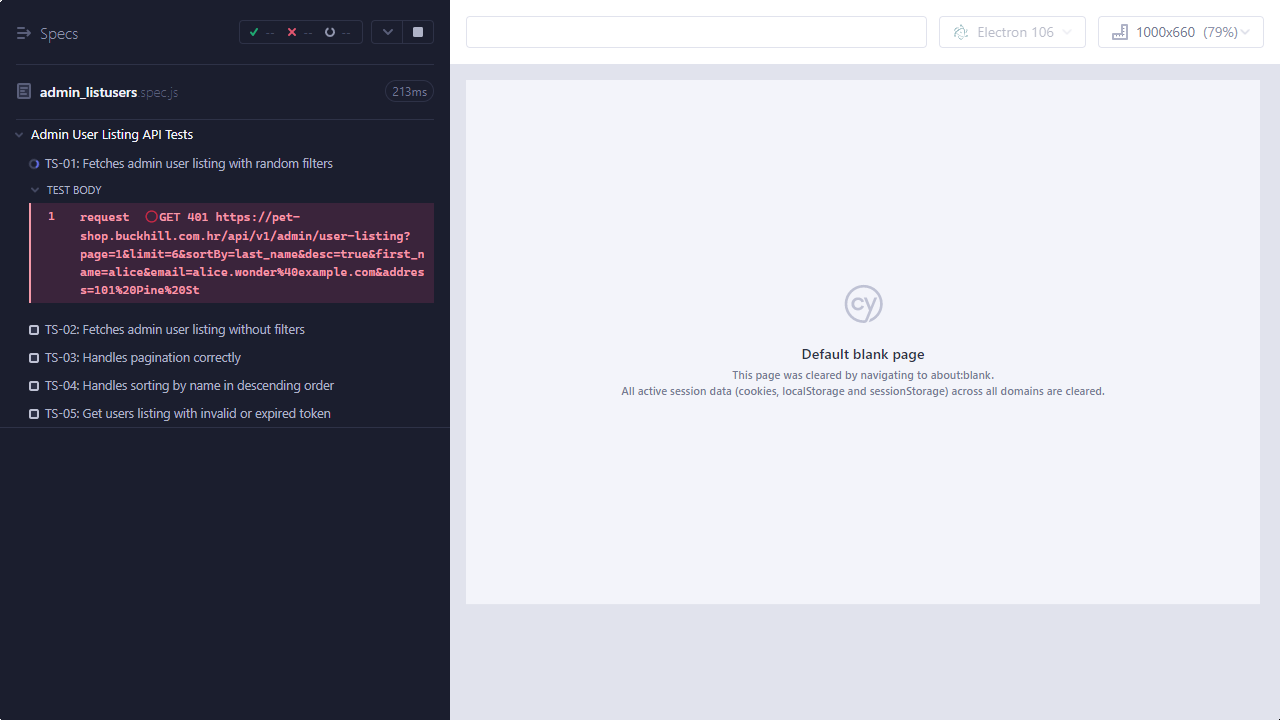 Specs
--
--
--
admin_listusers spec.js
213ms
Admin User Listing API Tests
TS-01: Fetches admin user listing with random filters
TEST BODY
1 request GET 401 https://pet-
shop.buckhill.com.hr/api/v1/admin/user-listing?
page=1&limit=6&sortBy=last_name&desc=true&first_n
ame=alice&email=alice.wonder%40example.com&addres
s=101%20Pine%20St
TS-02: Fetches admin user listing without filters
TS-03: Handles pagination correctly
TS-04: Handles sorting by name in descending order
TS-05: Get users listing with invalid or expired token
Electron 106
1000x660 (79%)
cy
Default blank page
This page was cleared by navigating to about:blank.
All active session data (cookies, localStorage and sessionStorage) across all domains are cleared.